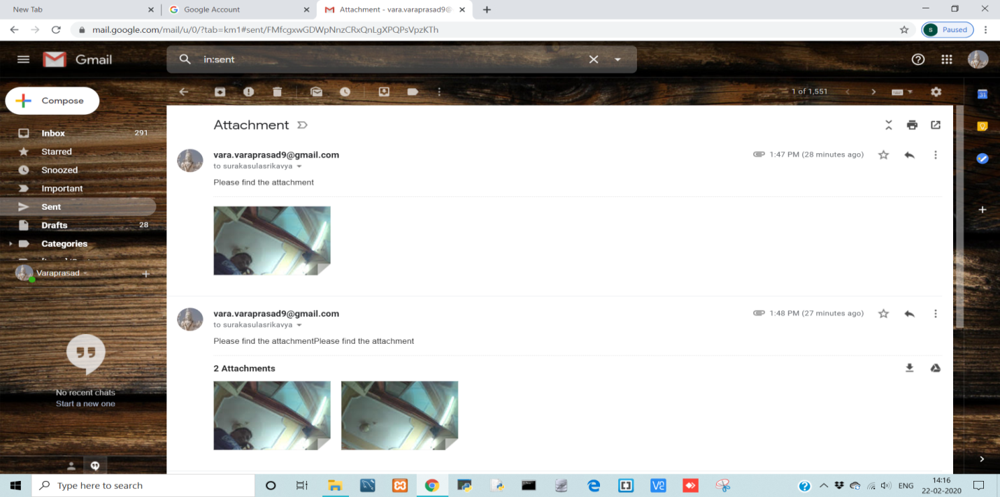 New Tab
Google Account
Attachment - vara.varaprasad9@
mail.google.com/mail/u/0/?tab=km1#sent/FMfcgxwGDWpNnzCRxQnLgXPQPsVpzKTh
s Paused
Gmail
in:sent
Compose
1 of 1,551
31
Attachment
Inbox 291
Starred
Snoozed
Important
Sent
Drafts 28
Categories
Varaprasad
No recent chats
Start a new one
vara.varaprasad9@gmail.com
1:47 PM (28 minutes ago)
to surakasulasrikavya
Please find the attachment
vara.varaprasad9@gmail.com
1:48 PM (27 minutes ago)
to surakasulasrikavya
Please find the attachmentPlease find the attachment
2 Attachments
Type here to search
ENG
14:16
22-02-2020